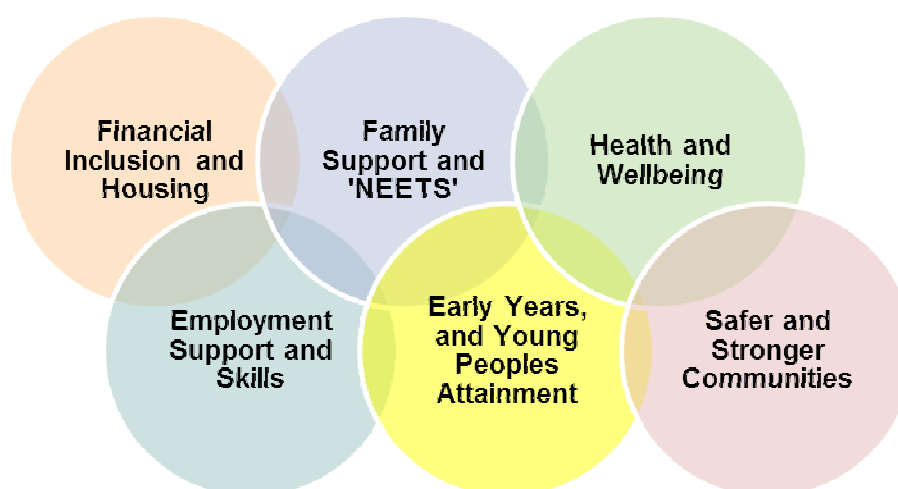 Financial
Inclusion and
Housing
Family
Support and
'NEETS'
Health and
Wellbeing
Employment
Support and
Skills
Early Years,
and Young
Peoples
Attainment
Safer and
Stronger
Communities